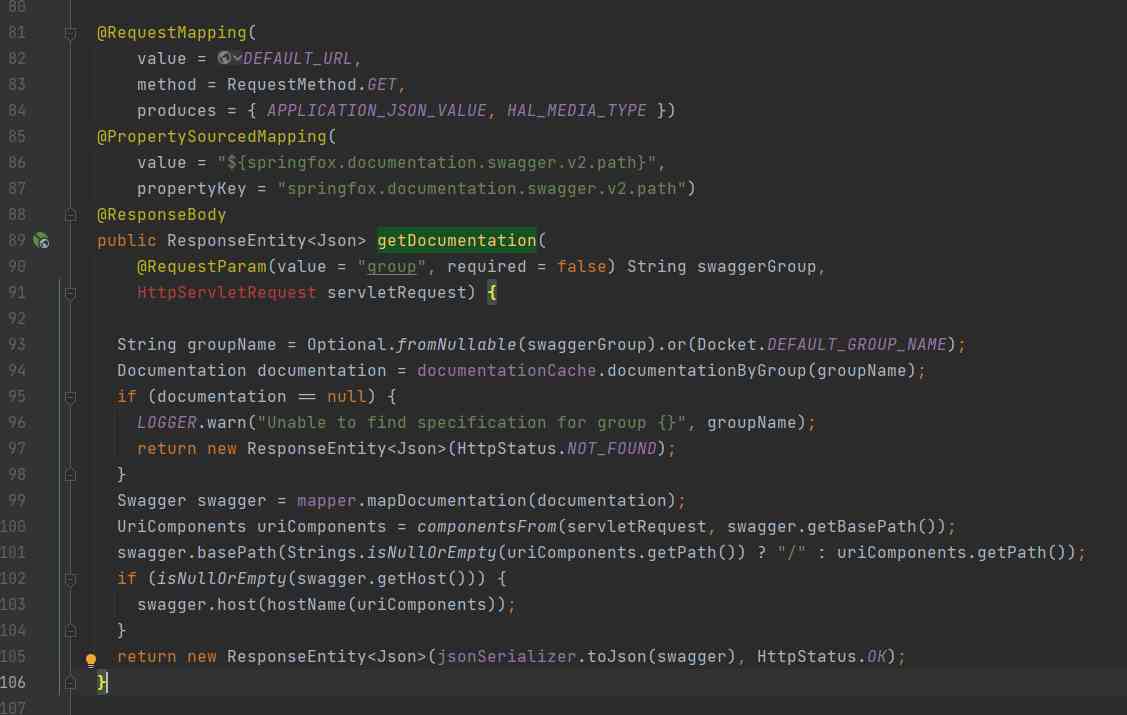 80
81 @RequestMapping(
82 value = DEFAULT_URL,
83 method = RequestMethod.GET,
84 produces = { APPLICATION_JSON_VALUE, HAL_MEDIA_TYPE })
85 @PropertySourcedMapping(
86 value = "${springfox.documentation.swagger.v2.path}",
87 propertyKey = "springfox.documentation.swagger.v2.path")
88 @ResponseBody
89 public ResponseEntity<Json> getDocumentation(
90 @RequestParam(value = "group", required = false) String swaggerGroup,
91 HttpServletRequest servletRequest) {
92
93 String groupName = Optional.fromNullable(swaggerGroup).or(Docket.DEFAULT_GROUP_NAME);
94 Documentation documentation = documentationCache.documentationByGroup(groupName);
95 if (documentation == null) {
96 LOGGER.warn("Unable to find specification for group {}", groupName);
97 return new ResponseEntity<Json>(HttpStatus.NOT_FOUND);
98 }
99 Swagger swagger = mapper.mapDocumentation(documentation);
100 UriComponents uriComponents = componentsFrom(servletRequest, swagger.getBasePath());
101 swagger.basePath(Strings.isNullOrEmpty(uriComponents.getPath()) ? "/" : uriComponents.getPath());
102 if (isNullOrEmpty(swagger.getHost())) {
103 swagger.host(hostName(uriComponents));
104 }
105 return new ResponseEntity<Json>(jsonSerializer.toJson(swagger), HttpStatus.OK);
106 }
107